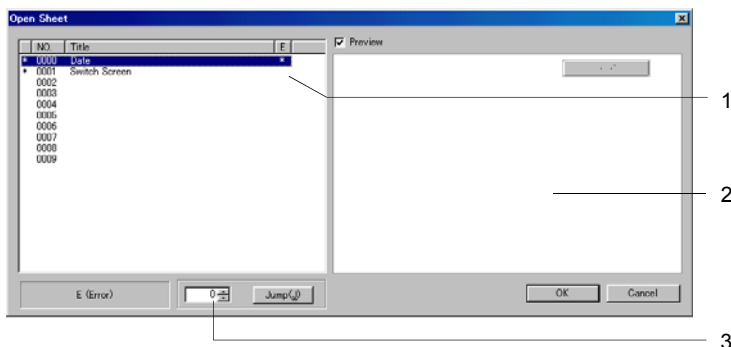 Open Sheet
NO. Title E
* 0000 Date *
* 0001 Switch Screen
0002
0003
0004
0005
0006
0007
0008
0009
Preview
E (Error)
0
Jump(J)
OK
Cancel
1
2
3